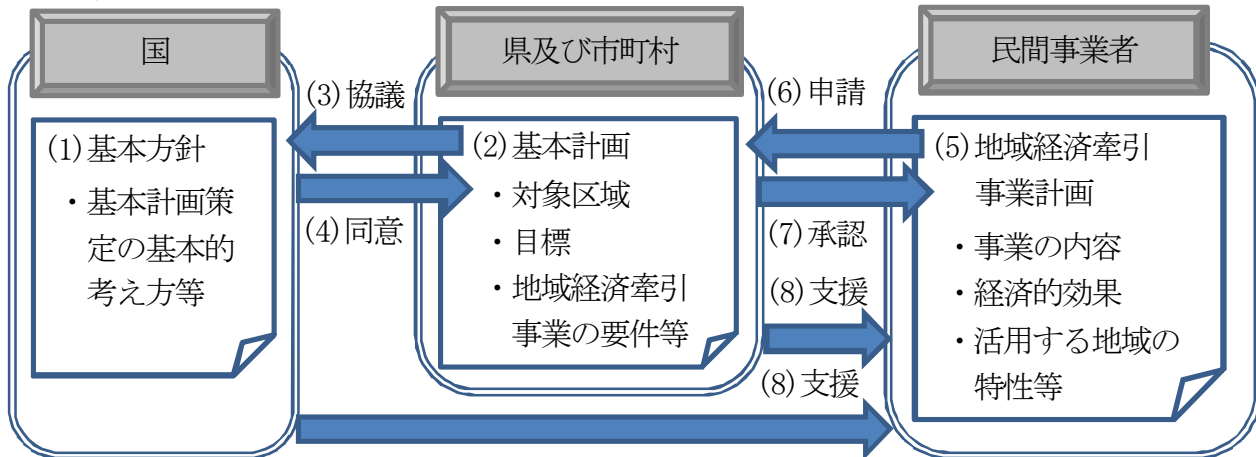 国
(1)基本方針
・基本計画策
定の基本的
考え方等
(3)協議
(4)同意
県及び市町村
(2)基本計画
・対象区域
・目標
・地域経済牽引
事業の要件等
(6)申請
(7)承認
(8)支援
(8)支援
民間事業者
(5)地域経済牽引
事業計画
・事業の内容
・経済的効果
・活用する地域の
特性等